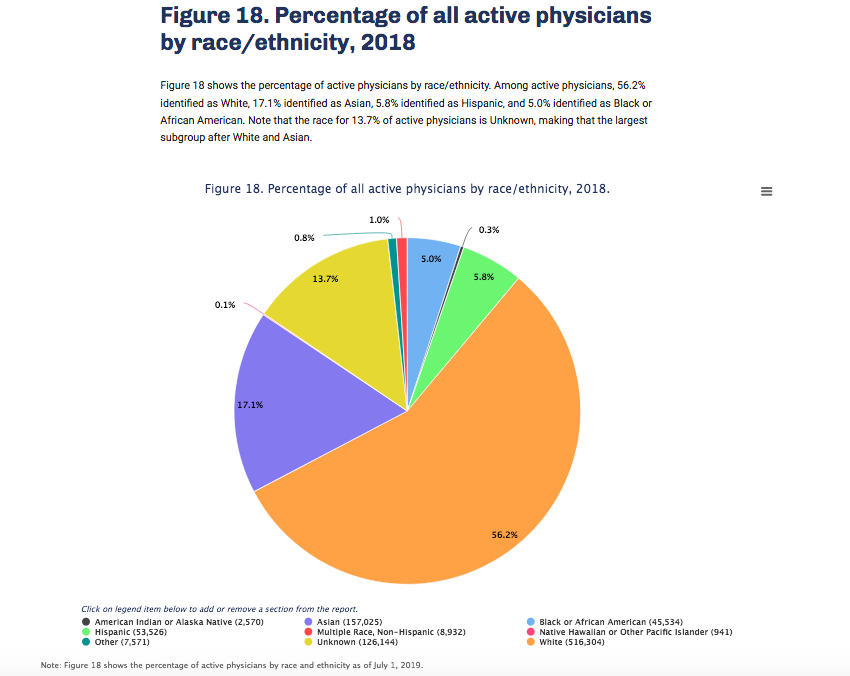 Figure 18. Percentage of all active physicians
by race/ethnicity, 2018
Figure 18 shows the percentage of active physicians by race/ethnicity. Among active physicians, 56.2%
identified as White, 17.1% identified as Asian, 5.8% identified as Hispanic, and 5.0% identified as Black or
African American. Note that the race for 13.7% of active physicians is Unknown, making that the largest
subgroup after White and Asian.
Figure 18. Percentage of all active physicians by race/ethnicity, 2018.
1.0%
0.8%
0.3%
5.0%
13.7%
5.8%
0.1%
17.1%
56.2%
Click on legend item below to add or remove a section from the report.
American Indian or Alaska Native (2,570)
Asian (157,025)
Black or African American (45,534)
Hispanic (53,526)
Multiple Race, Non-Hispanic (8,932)
Native Hawaiian or Other Pacific Islander (941)
Other (7,571)
Unknown (126,144)
White (516,304)
Note: Figure 18 shows the percentage of active physicians by race and ethnicity as of July 1, 2019.